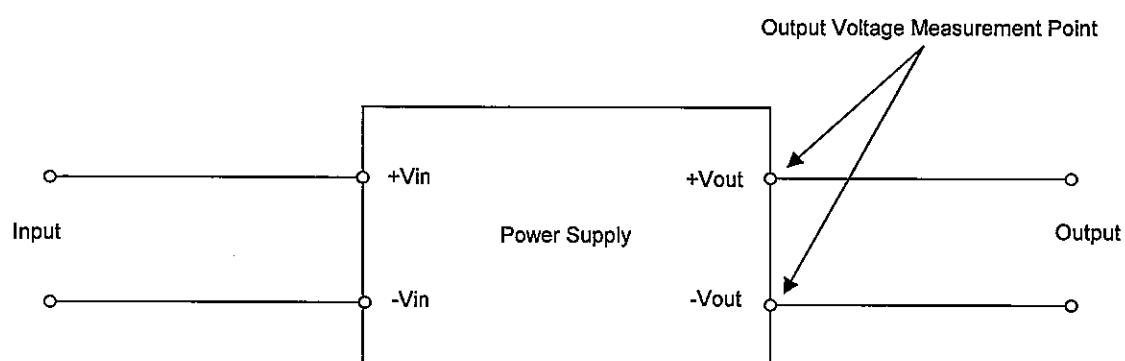 Output Voltage Measurement Point
+Vin
+Vout
Input
Power Supply
Output
-Vin
-Vout